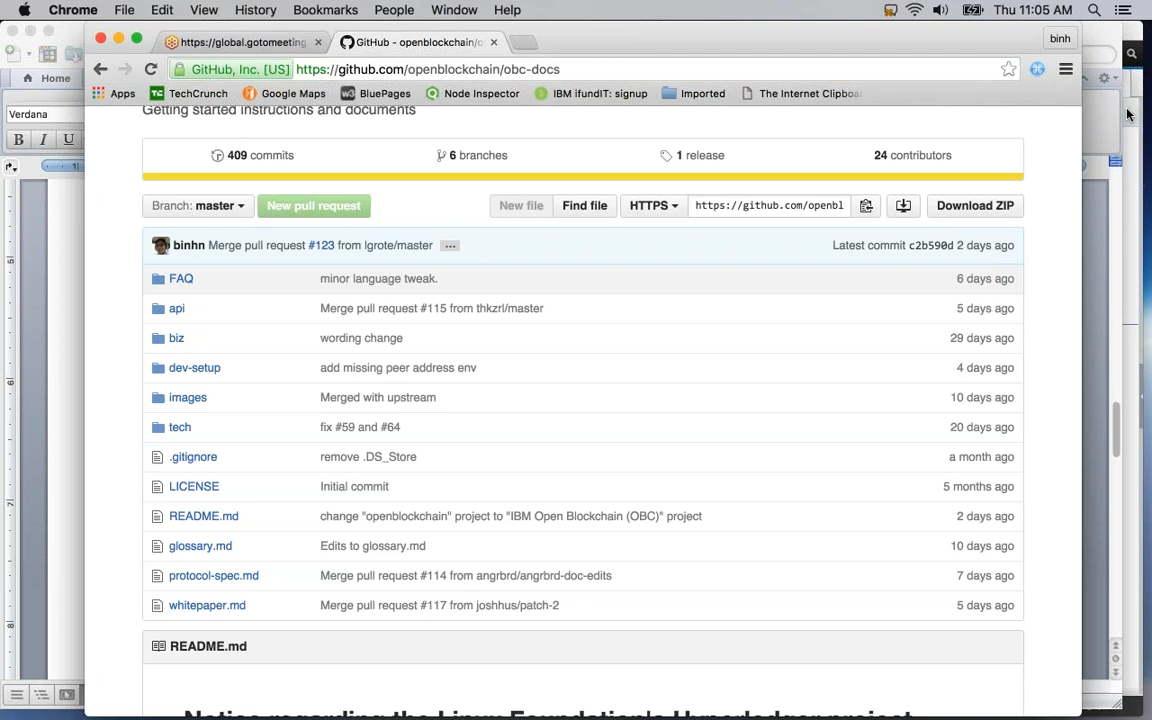 Chrome File Edit View History Bookmarks People Window Help Thu 11:05 AM
https://global.gotomeeting GitHub - openblockchain/o binh
GitHub, Inc. [US] https://github.com/openblockchain/obc-docs
Apps TechCrunch Google Maps w3 BluePages Node Inspector IBM ifundIT: signup Imported The Internet Clipboa
Home
Verdana
B I U
Getting started instructions and documents
409 commits 6 branches 1 release 24 contributors
Branch: master New pull request New file Find file HTTPS https://github.com/openbl Download ZIP
binhn Merge pull request #123 from lgrote/master ... Latest commit c2b590d 2 days ago
FAQ minor language tweak. 6 days ago
api Merge pull request #115 from thkzrl/master 5 days ago
biz wording change 29 days ago
dev-setup add missing peer address env 4 days ago
images Merged with upstream 10 days ago
tech fix #59 and #64 20 days ago
.gitignore remove .DS_Store a month ago
LICENSE Initial commit 5 months ago
README.md change "openblockchain" project to "IBM Open Blockchain (OBC)" project 2 days ago
glossary.md Edits to glossary.md 10 days ago
protocol-spec.md Merge pull request #114 from angrbrd/angrbrd-doc-edits 7 days ago
whitepaper.md Merge pull request #117 from joshhus/patch-2 5 days ago
README.md
Notice regarding the Linux Foundation's Hyperledger project